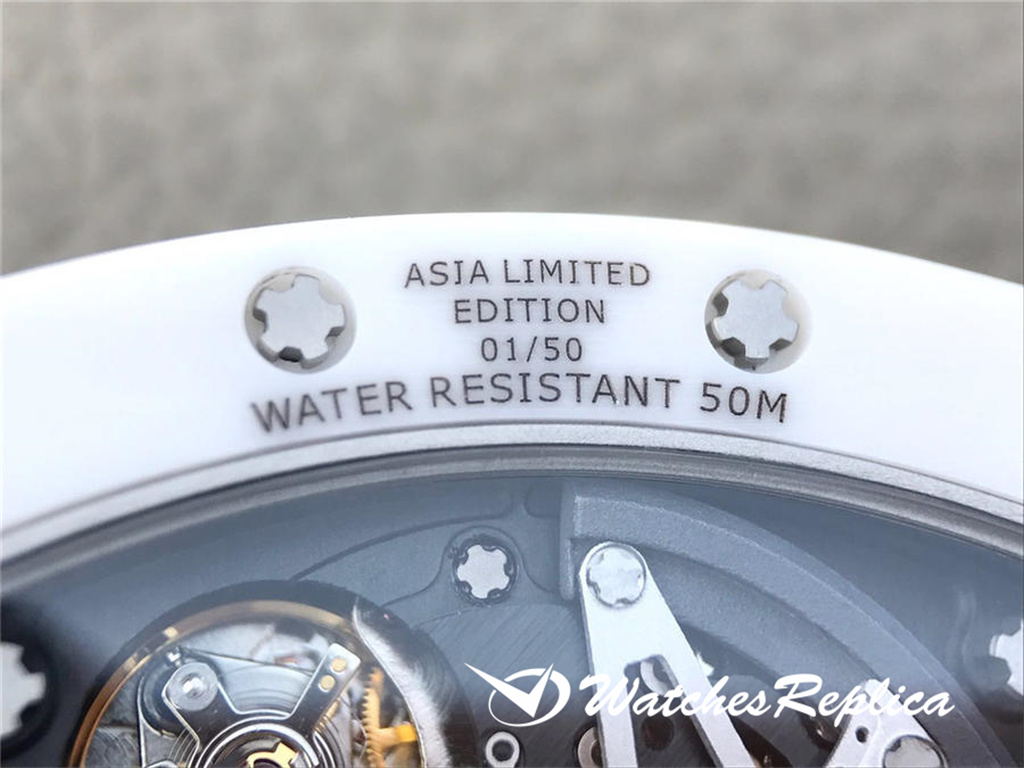 ASIA LIMITED
EDITION
01/50
WATER RESISTANT 50M
WatchesReplica